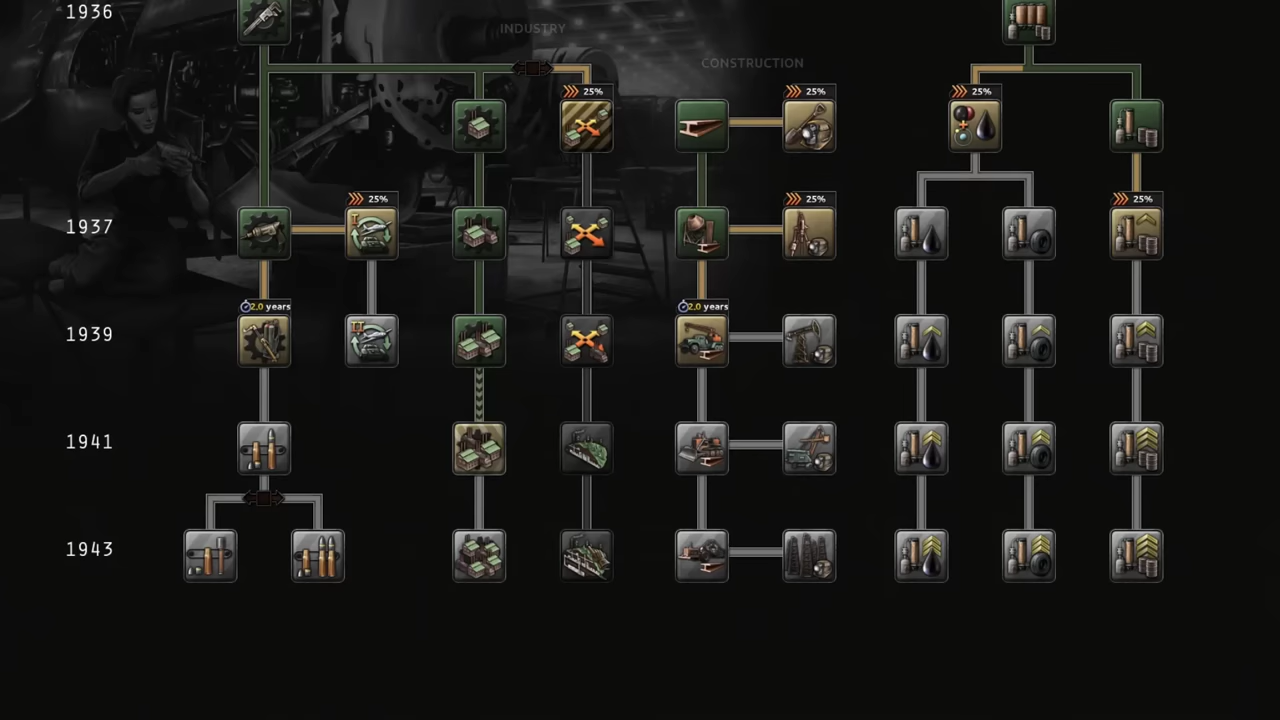 1936
INDUSTRY
CONSTRUCTION
25%
25%
25%
25%
1937
25%
25%
1939
2,0 years
2,0 years
1941
1943